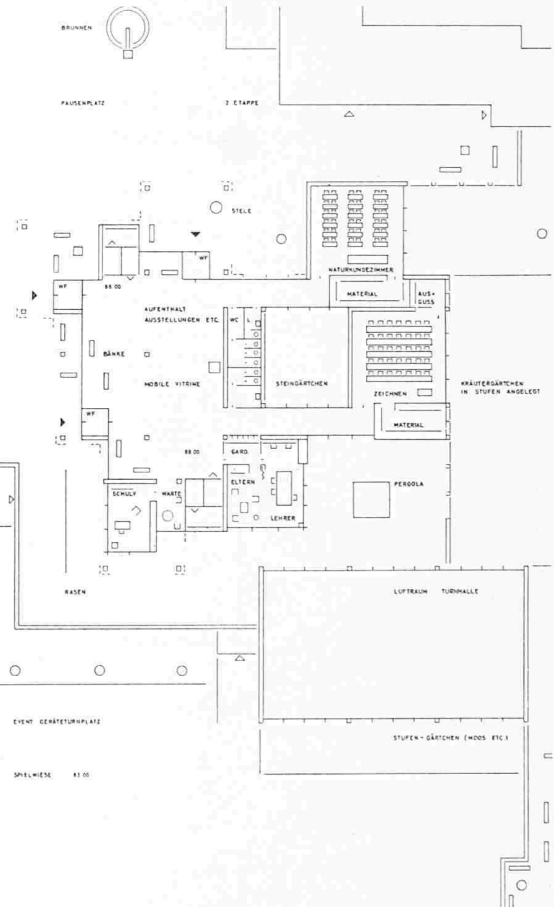 BRUNNEN
PAUSENPLATZ
2 ETAPPE
STELE
WF
WF
NATURKUNDEZIMMER
88.00
MATERIAL
AUS-
GUSS
AUFENTHALT
AUSSTELLUNGEN ETC.
WC
L
BÄNKE
MOBILE VITRINE
STEINGÄRTCHEN
ZEICHNEN
KRÄUTERGÄRTCHEN
IN STUFEN ANGELEGT
WF
MATERIAL
88.00
GARD.
ELTERN
PERGOLA
SCHULV
WARTE
LEHRER
RASEN
LUFTRAUM TURNHALLE
EVENT GERÄTETURNPLATZ
STUFEN-GÄRTCHEN (MOOS ETC.)
SPIELWIESE 83.00